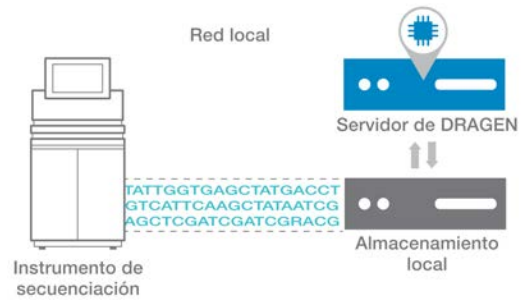 Red local
Servidor de DRAGEN
TATTGGTGAGCTATGACCT
GTCATTCAAGCTATAATCG
AGCTCGATCGATCGRACG
Almacenamiento
local
Instrumento de
secuenciación